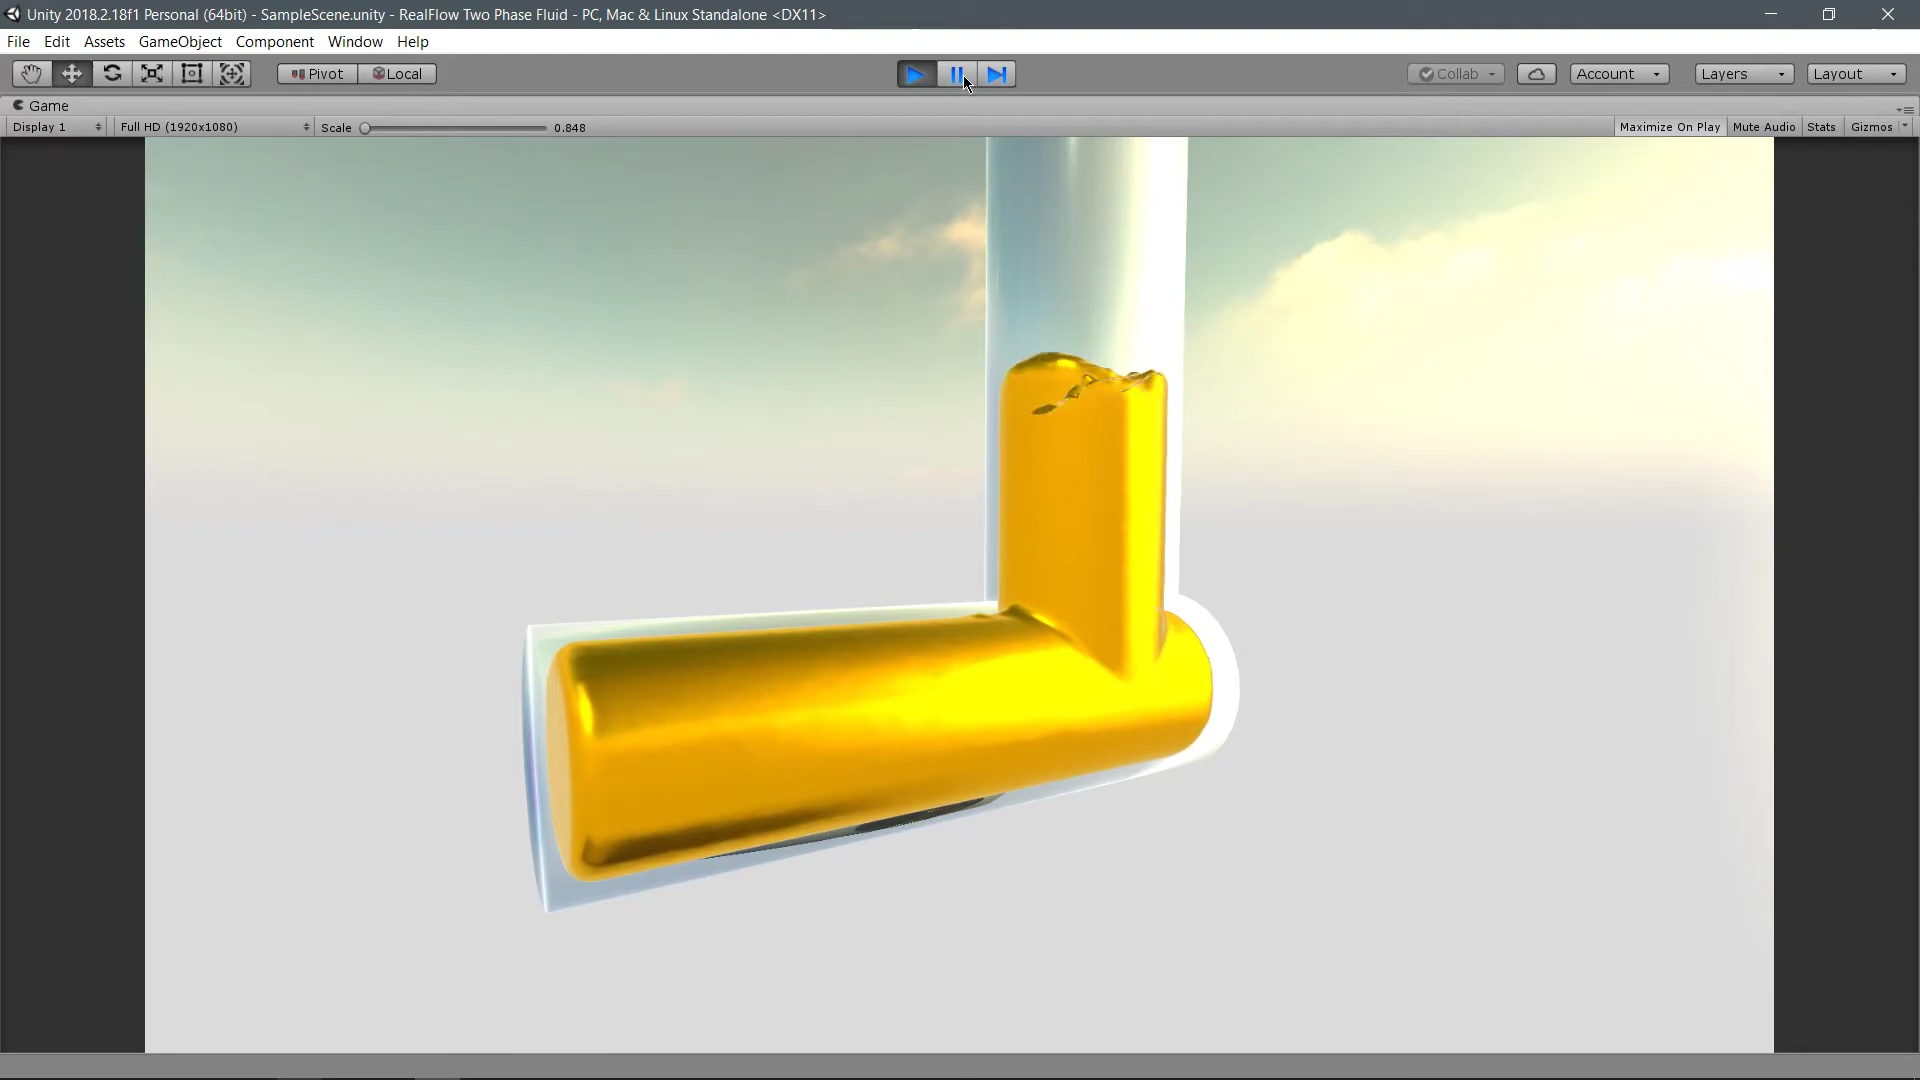 Unity 2018.2.18f1 Personal (64bit) - SampleScene.unity - RealFlow Two Phase Fluid - PC, Mac & Linux Standalone <DX11>
File Edit Assets GameObject Component Window Help
Pivot Local Collab Account Layers Layout
Game
Display 1 Full HD (1920x1080) Scale 0.848 Maximize On Play Mute Audio Stats Gizmos